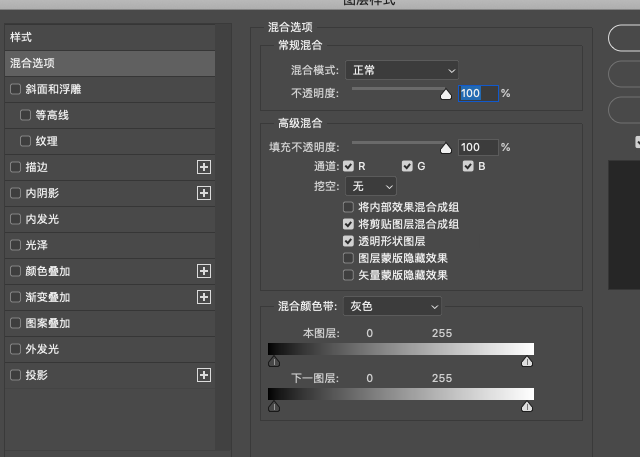 图层样式
样式
混合选项
斜面和浮雕
等高线
纹理
描边
内阴影
内发光
光泽
颜色叠加
渐变叠加
图案叠加
外发光
投影
混合选项
常规混合
混合模式: 正常
不透明度: 100 %
高级混合
填充不透明度: 100 %
通道: R G B
挖空: 无
将内部效果混合成组
将剪贴图层混合成组
透明形状图层
图层蒙版隐藏效果
矢量蒙版隐藏效果
混合颜色带: 灰色
本图层: 0 255
下一图层: 0 255